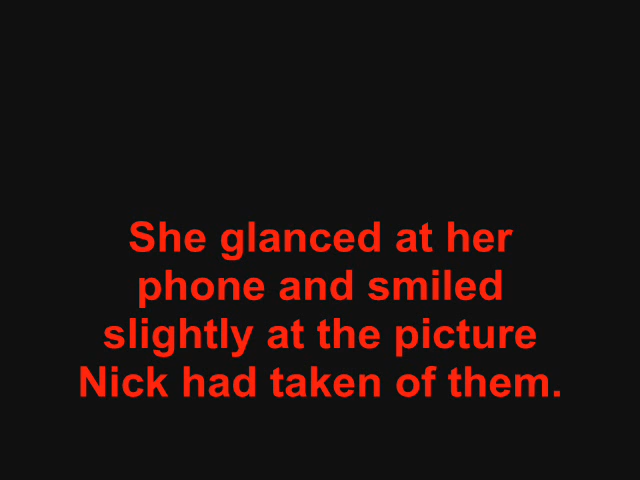 She glanced at her
phone and smiled
slightly at the picture
Nick had taken of them.